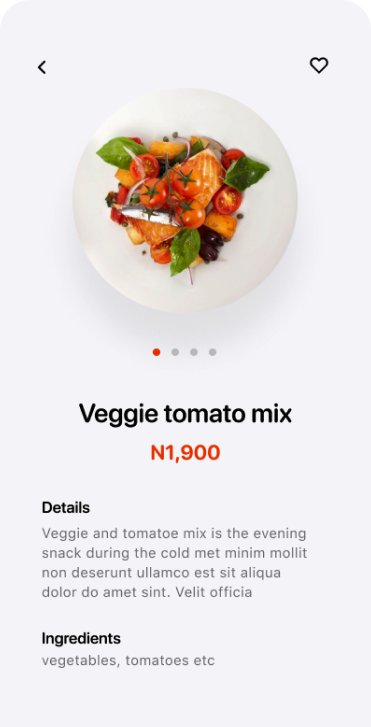 Veggie tomato mix
N1,900
Details
Veggie and tomatoe mix is the evening
snack during the cold met minim mollit
non deserunt ullamco est sit aliqua
dolor do amet sint. Velit officia
Ingredients
vegetables, tomatoes etc